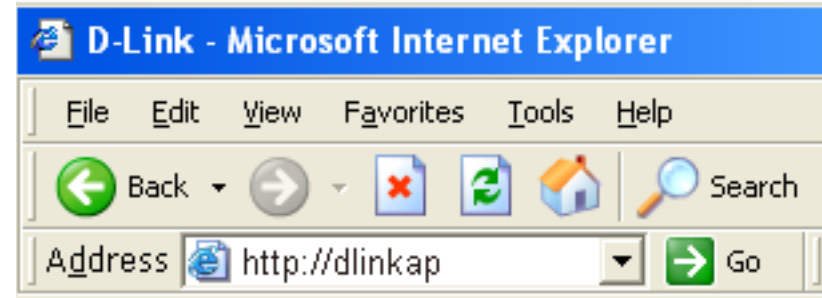 D-Link - Microsoft Internet Explorer
File Edit View Favorites Tools Help
Back Search
Address http://dlinkap Go